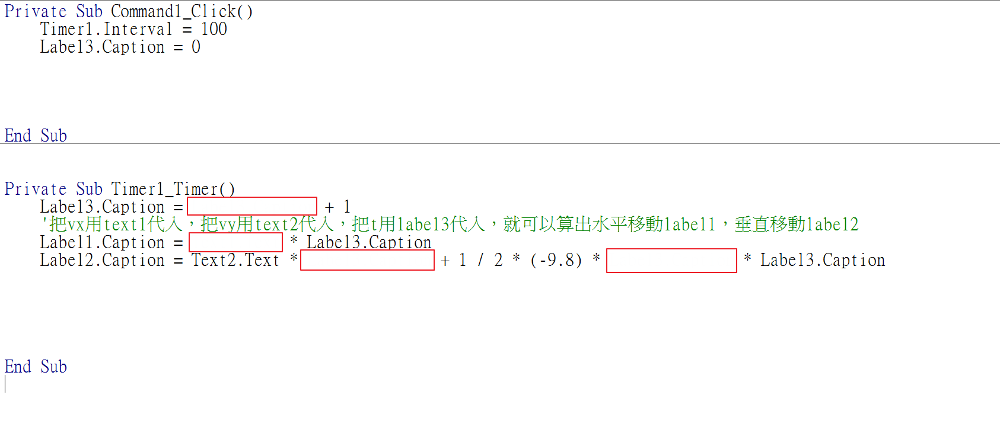 Private Sub Command1_Click()
Timer1.Interval = 100
Label3.Caption = 0
End Sub
Private Sub Timer1_Timer()
Label3.Caption = + 1
'把vx用text1代入，把vy用text2代入，把t用label3代入，就可以算出水平移動label1，垂直移動label2
Label1.Caption = * Label3.Caption
Label2.Caption = Text2.Text * + 1 / 2 * (-9.8) * * Label3.Caption
End Sub